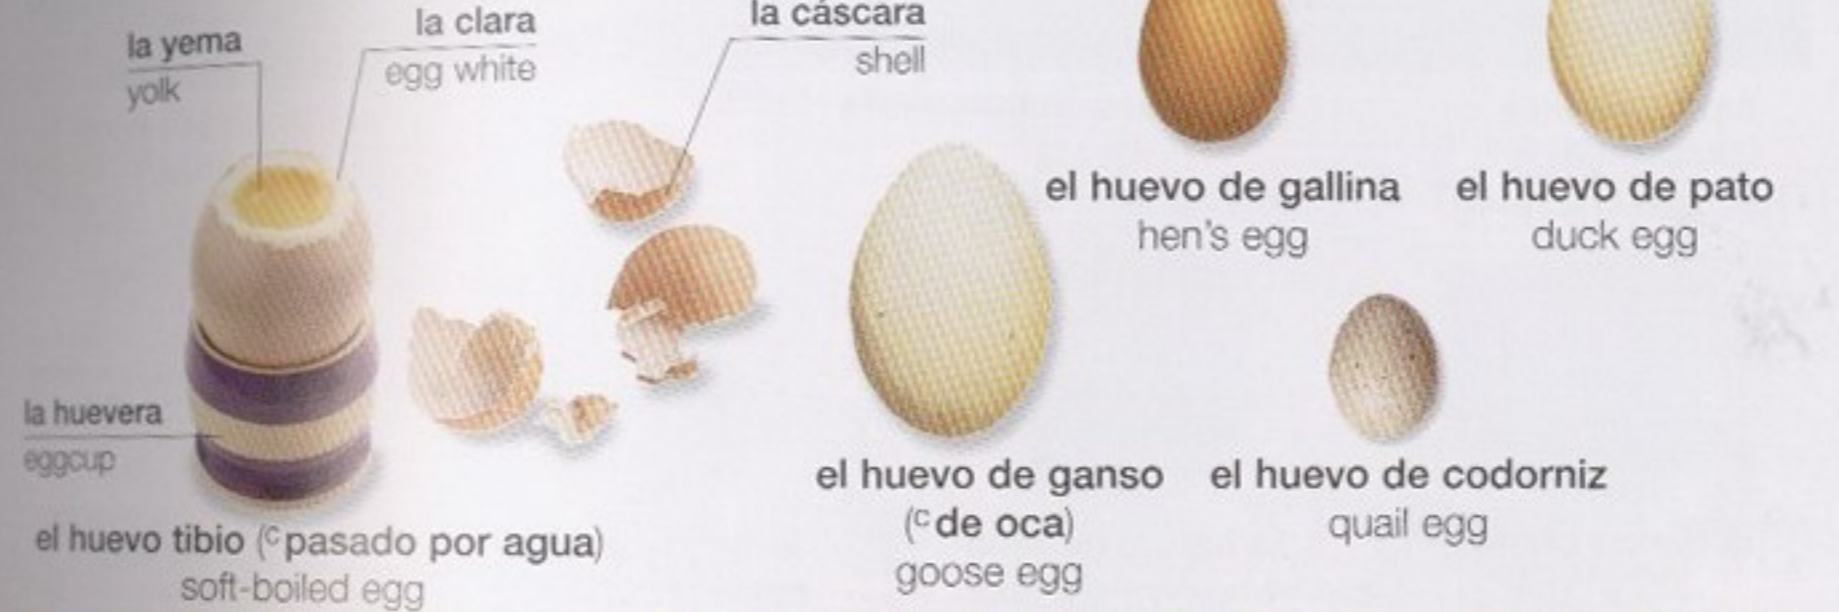 la yema
yolk
la clara
egg white
la cáscara
shell
la huevera
eggcup
el huevo tibio (ᶜpasado por agua)
soft-boiled egg
el huevo de gallina
hen's egg
el huevo de pato
duck egg
el huevo de ganso
(ᶜde oca)
goose egg
el huevo de codorniz
quail egg